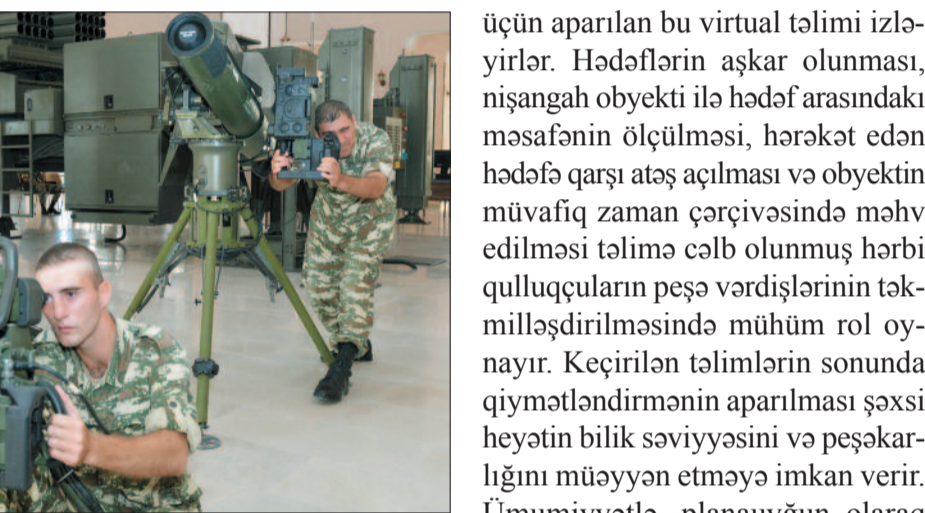 üçün aparılan bu virtual təlimi izlə-
yirlər. Hədəflərin aşkar olunması,
nişangah obyekti ilə hədəf arasındakı
məsafənin ölçülməsi, hərəkət edən
hədəfə qarşı atəş açılması və obyektin
müvafiq zaman çərçivəsində məhv
edilməsi təlimə cəlb olunmuş hərbi
qulluqçuların peşə vərdişlərinin tək-
milləşdirilməsində mühüm rol oy-
nayır. Keçirilən təlimlərin sonunda
qiymətləndirmənin aparılması şəxsi
heyətin bilik səviyyəsini və peşəkar-
lığını müəyyən etməyə imkan verir.
Ümumiyyətlə, planauyğun olaraq